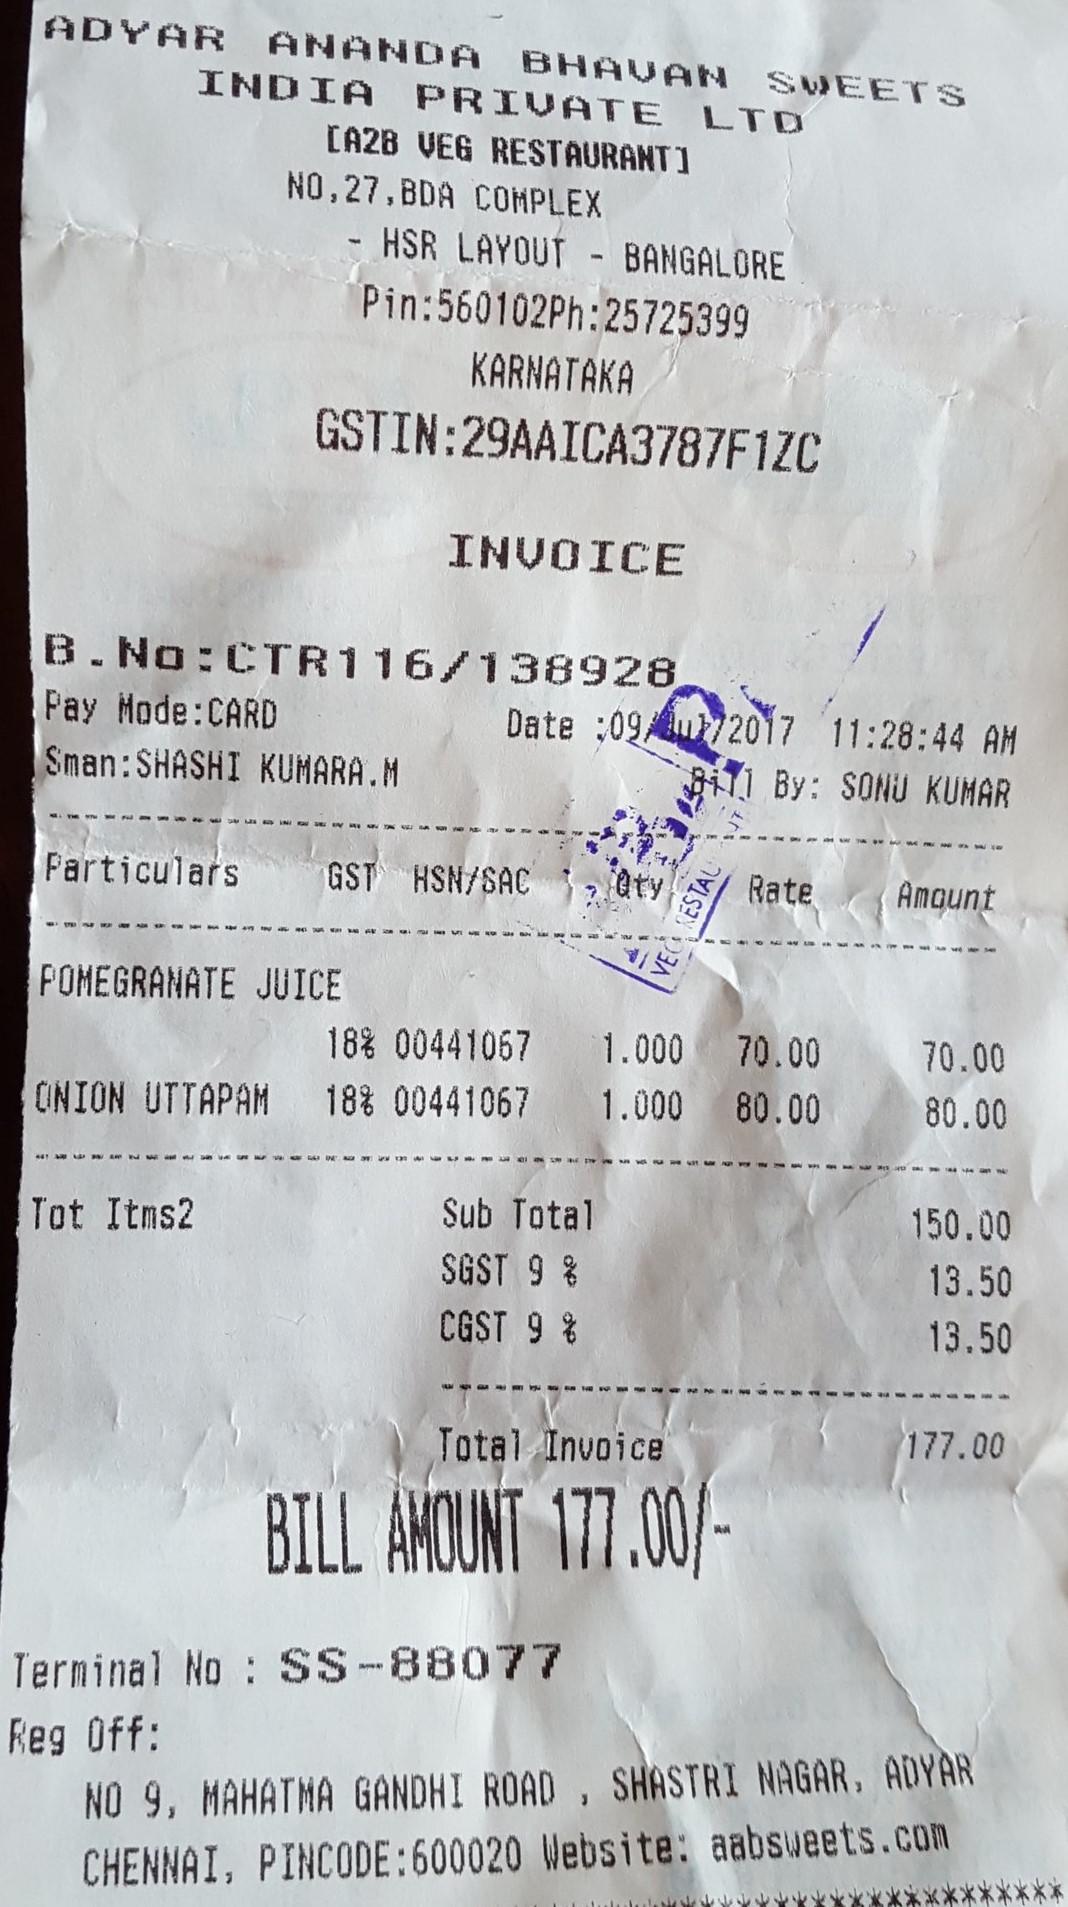 ADYAR ANANDA BHAVAN SWEETS
INDIA PRIVATE LTD
[A2B VEG RESTAURANT]
NO,27,BDA COMPLEX
- HSR LAYOUT - BANGALORE
Pin:560102Ph:25725399
KARNATAKA
GSTIN:29AAICA3787F1ZC
INVOICE
B.No:CTR116/138928
Pay Mode:CARD Date :09/Jul/2017 11:28:44 AM
Sman:SHASHI KUMARA.M Bill By: SONU KUMAR
Particulars GST HSN/SAC Qty Rate Amount
POMEGRANATE JUICE
18% 00441067 1.000 70.00 70.00
ONION UTTAPAM 18% 00441067 1.000 80.00 80.00
Tot Itms2 Sub Total 150.00
SGST 9 % 13.50
CGST 9 % 13.50
Total Invoice 177.00
BILL AMOUNT 177.00/-
Terminal No : SS-88077
Reg Off:
NO 9, MAHATMA GANDHI ROAD , SHASTRI NAGAR, ADYAR
CHENNAI, PINCODE:600020 Website: aabsweets.com